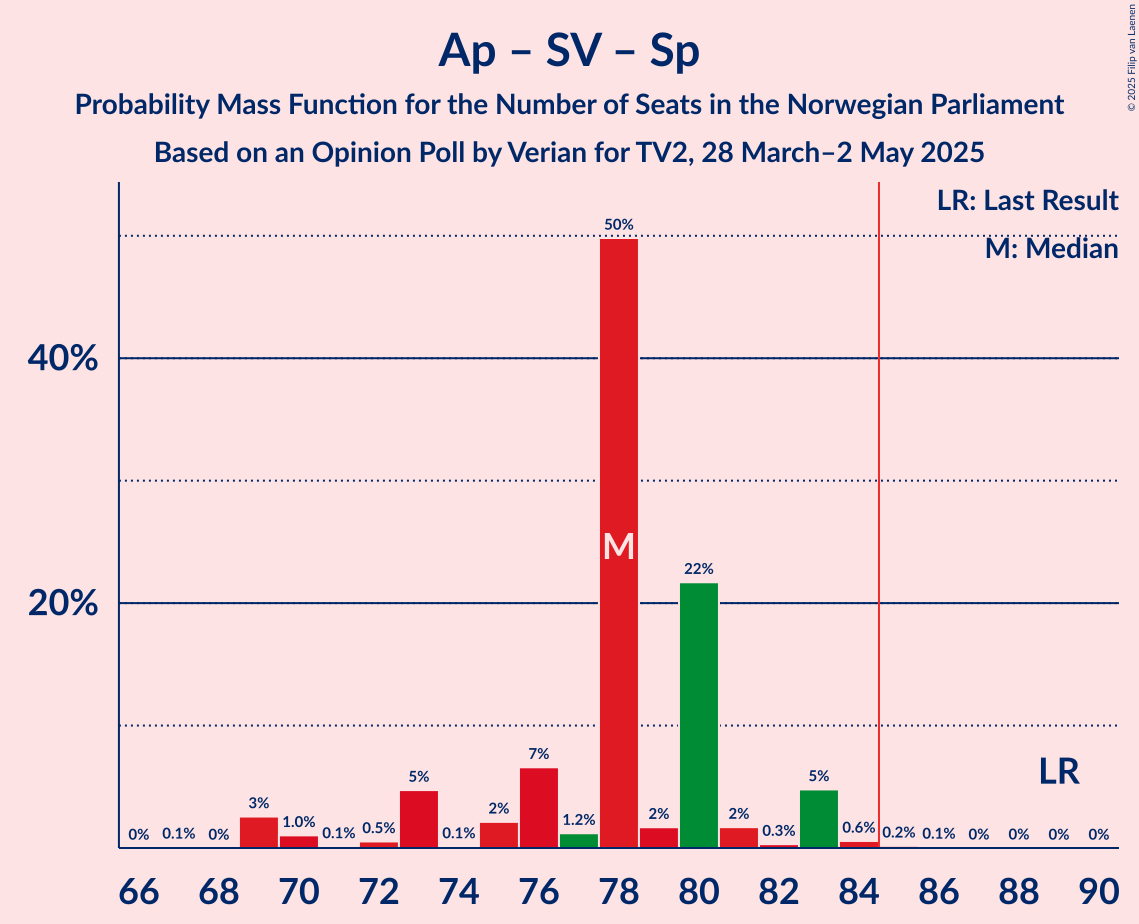 Ap – SV – Sp
Probability Mass Function for the Number of Seats in the Norwegian Parliament
Based on an Opinion Poll by Verian for TV2, 28 March–2 May 2025
© 2025 Filip van Laenen
LR: Last Result
M: Median
50%
40%
M
22%
20%
LR
0% 0.1% 0% 3% 1.0% 0.1% 0.5% 5% 0.1% 2% 7% 1.2% 2% 2% 0.3% 5% 0.6% 0.2% 0.1% 0% 0% 0% 0%
66 68 70 72 74 76 78 80 82 84 86 88 90